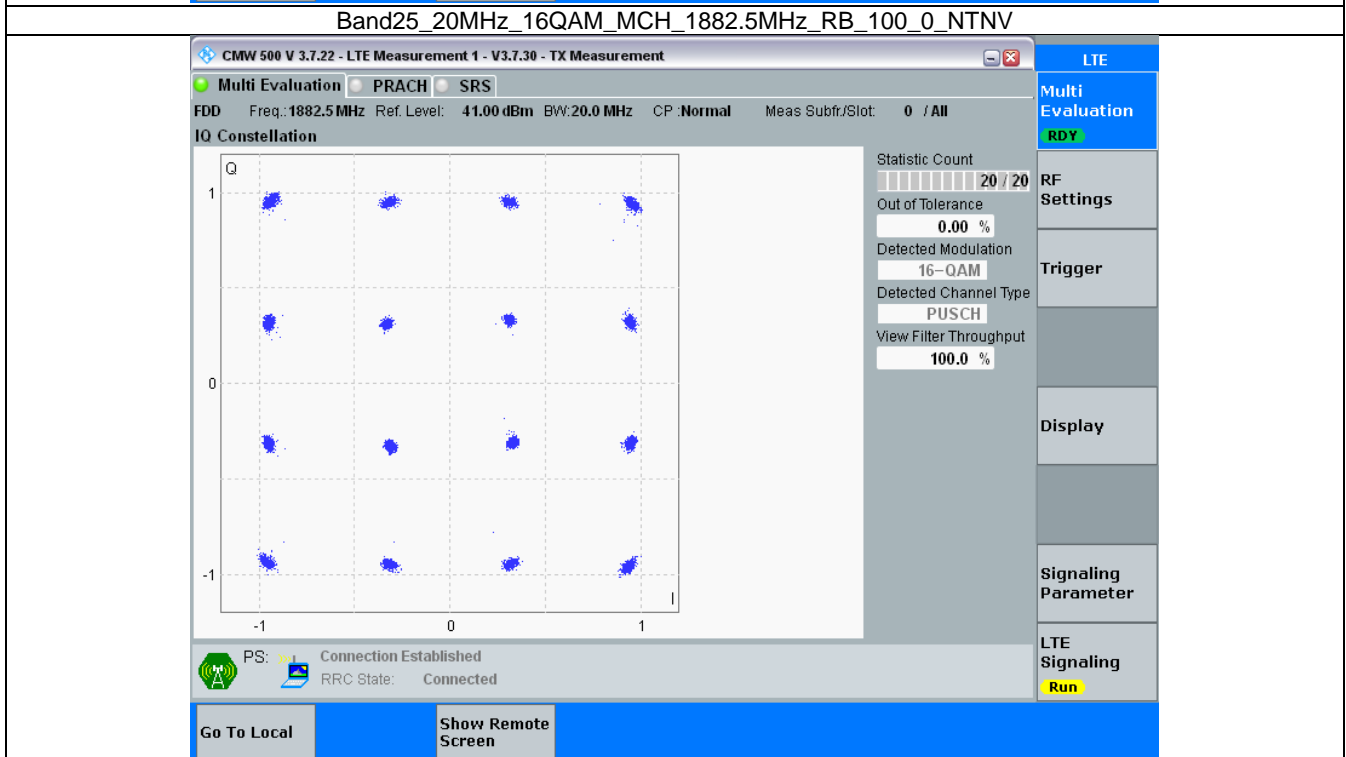 Band25_20MHz_16QAM_MCH_1882.5MHz_RB_100_0_NTNV
CMW 500 V 3.7.22 - LTE Measurement 1 - V3.7.30 - TX Measurement
LTE
Multi Evaluation PRACH SRS
Multi
Evaluation
RDY
FDD Freq.: 1882.5 MHz Ref. Level: 41.00 dBm BW: 20.0 MHz CP : Normal Meas Subfr./Slot: 0 / All
IQ Constellation
Q
1
0
-1
I
-1 0 1
Statistic Count
20 / 20
Out of Tolerance
0.00 %
Detected Modulation
16-QAM
Detected Channel Type
PUSCH
View Filter Throughput
100.0 %
RF
Settings
Trigger
Display
Signaling
Parameter
LTE
Signaling
Run
PS: Connection Established
RRC State: Connected
Go To Local
Show Remote
Screen